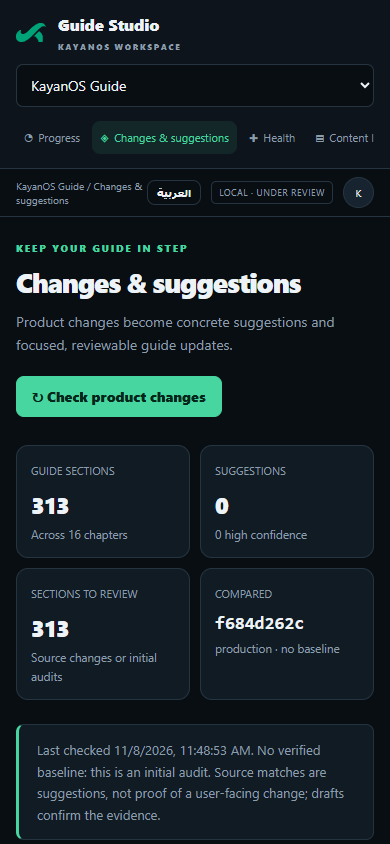 Guide Studio
KAYANOS WORKSPACE
KayanOS Guide
Progress
Changes & suggestions
Health
Content I
KayanOS Guide / Changes &
suggestions
العربية
LOCAL · UNDER REVIEW
K
KEEP YOUR GUIDE IN STEP
Changes & suggestions
Product changes become concrete suggestions and
focused, reviewable guide updates.
↻ Check product changes
GUIDE SECTIONS
313
Across 16 chapters
SUGGESTIONS
0
0 high confidence
SECTIONS TO REVIEW
313
Source changes or initial
audits
COMPARED
f684d262c
production · no baseline
Last checked 11/8/2026, 11:48:53 AM. No verified
baseline: this is an initial audit. Source matches are
suggestions, not proof of a user-facing change; drafts
confirm the evidence.